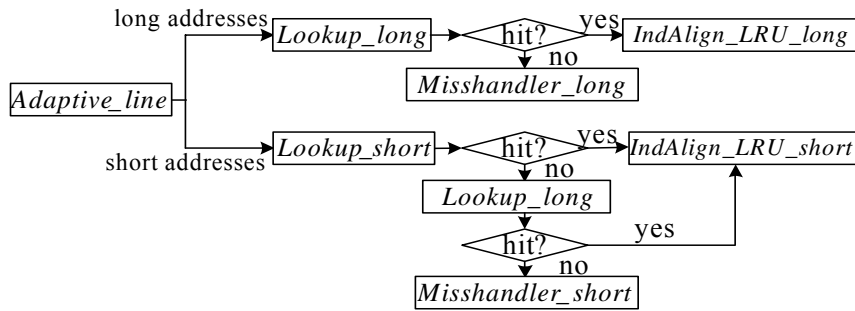 long addresses
Lookup_long
hit?
yes
IndAlign_LRU_long
no
Misshandler_long
Adaptive_line
short addresses
Lookup_short
hit?
yes
IndAlign_LRU_short
no
Lookup_long
hit?
yes
no
Misshandler_short